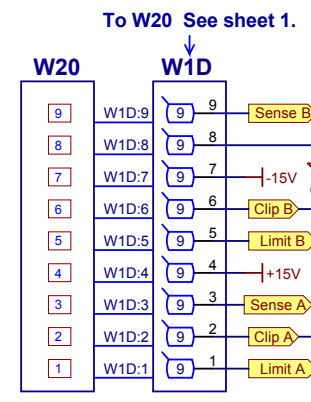 To W20 See sheet 1.
W20 W1D
9 W1D:9 9 9 Sense B
8 W1D:8 9 8
7 W1D:7 9 7 -15V
6 W1D:6 9 6 Clip B
5 W1D:5 9 5 Limit B
4 W1D:4 9 4 +15V
3 W1D:3 9 3 Sense A
2 W1D:2 9 2 Clip A
1 W1D:1 9 1 Limit A